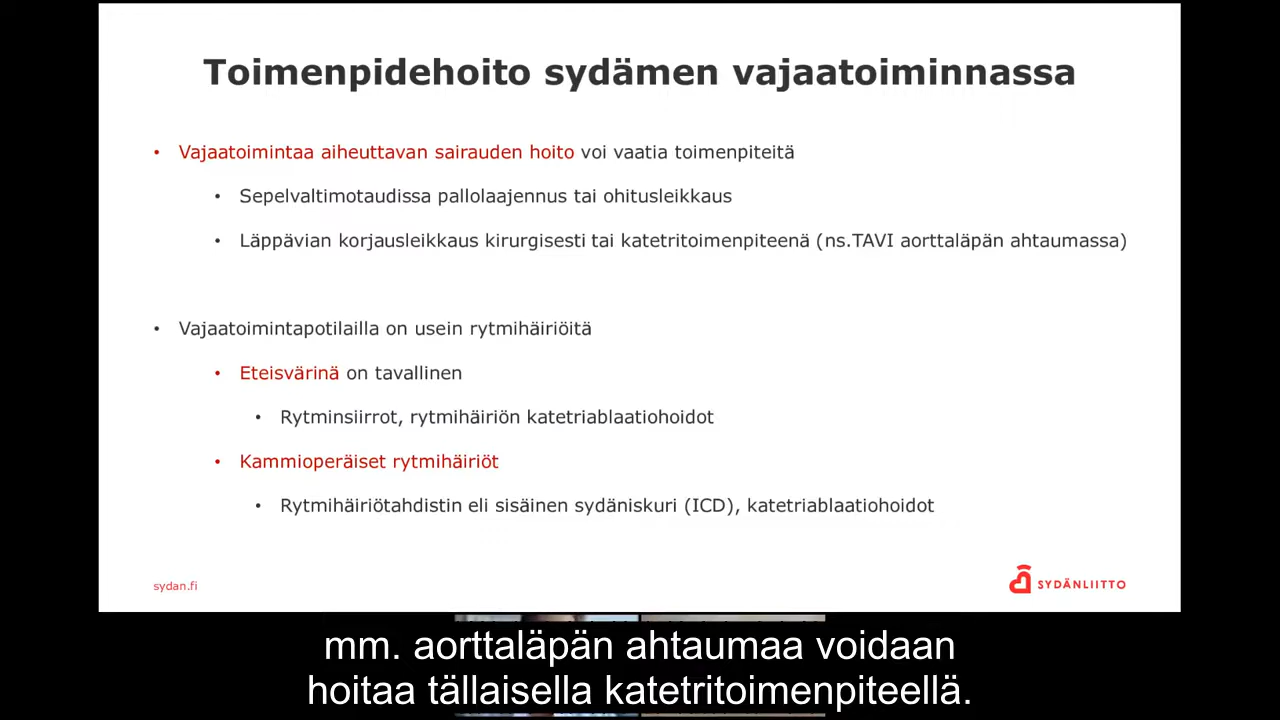 Toimenpidehoito sydämen vajaatoiminnassa
• Vajaatoimintaa aiheuttavan sairauden hoito voi vaatia toimenpiteitä
• Sepelvaltimotaudissa pallolaajennus tai ohitusleikkaus
• Läppävian korjausleikkaus kirurgisesti tai katetritoimenpiteenä (ns.TAVI aorttaläpän ahtaumassa)
• Vajaatoimintapotilailla on usein rytmihäiriöitä
• Eteisvärinä on tavallinen
• Rytminsiirrot, rytmihäiriön katetriablaatiohoidot
• Kammioperäiset rytmihäiriöt
• Rytmihäiriötahdistin eli sisäinen sydäniskuri (ICD), katetriablaatiohoidot
sydan.fi
SYDÄNLIITTO
mm. aorttaläpän ahtaumaa voidaan
hoitaa tällaisella katetritoimenpiteellä.